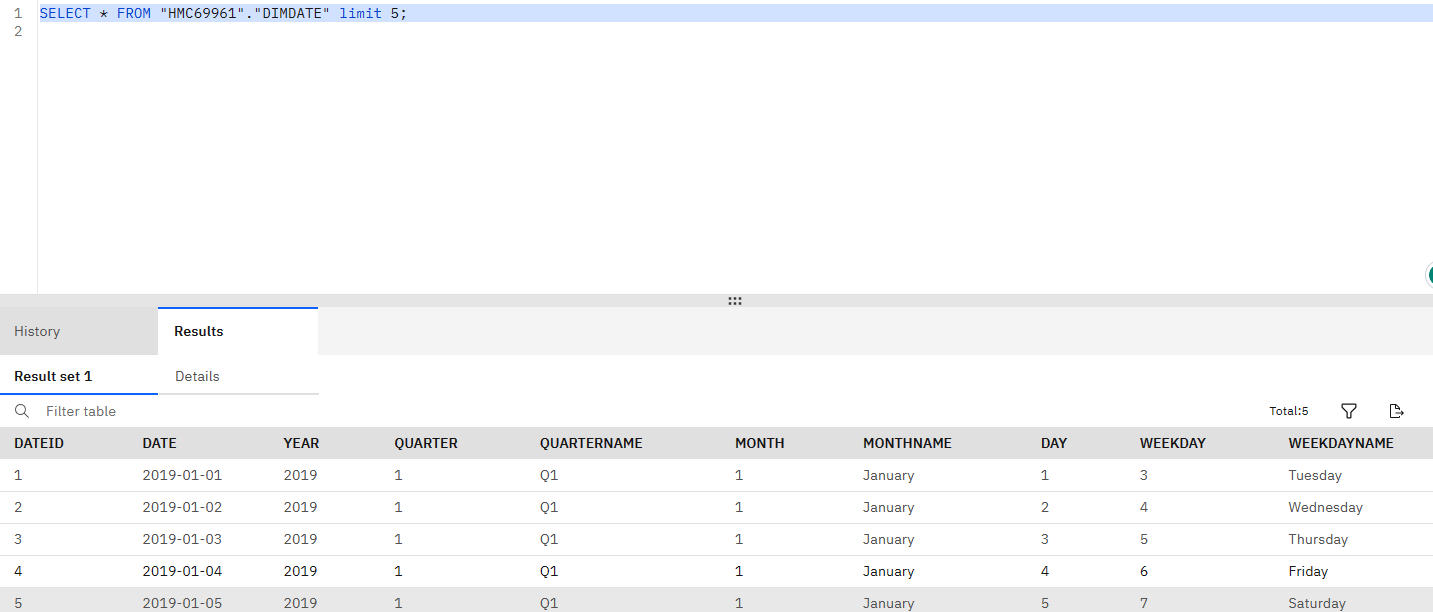 1 SELECT * FROM "HMC69961"."DIMDATE" limit 5;
2
History Results
Result set 1 Details
Filter table Total:5
DATEID DATE YEAR QUARTER QUARTERNAME MONTH MONTHNAME DAY WEEKDAY WEEKDAYNAME
1 2019-01-01 2019 1 Q1 1 January 1 3 Tuesday
2 2019-01-02 2019 1 Q1 1 January 2 4 Wednesday
3 2019-01-03 2019 1 Q1 1 January 3 5 Thursday
4 2019-01-04 2019 1 Q1 1 January 4 6 Friday
5 2019-01-05 2019 1 Q1 1 January 5 7 Saturday